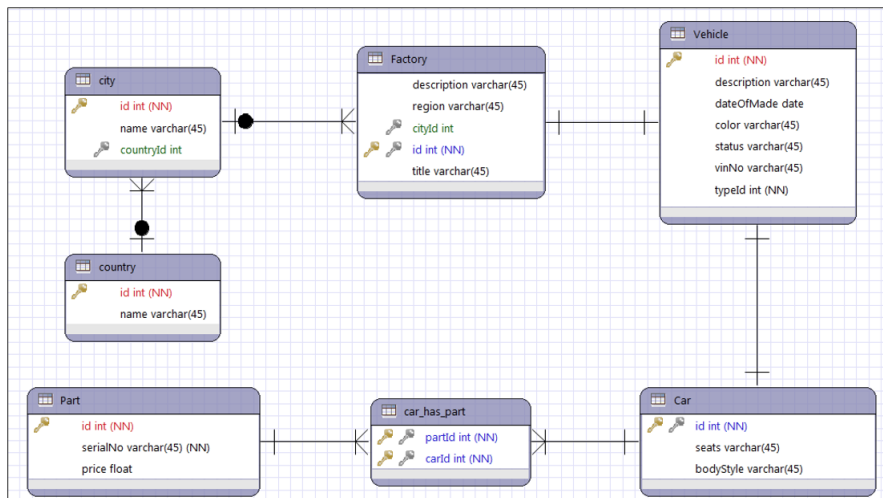 city
id int (NN)
name varchar(45)
countryId int
Factory
description varchar(45)
region varchar(45)
cityId int
id int (NN)
title varchar(45)
Vehicle
id int (NN)
description varchar(45)
dateOfMade date
color varchar(45)
status varchar(45)
vinNo varchar(45)
typeId int (NN)
country
id int (NN)
name varchar(45)
Part
id int (NN)
serialNo varchar(45) (NN)
price float
car_has_part
partId int (NN)
carId int (NN)
Car
id int (NN)
seats varchar(45)
bodyStyle varchar(45)